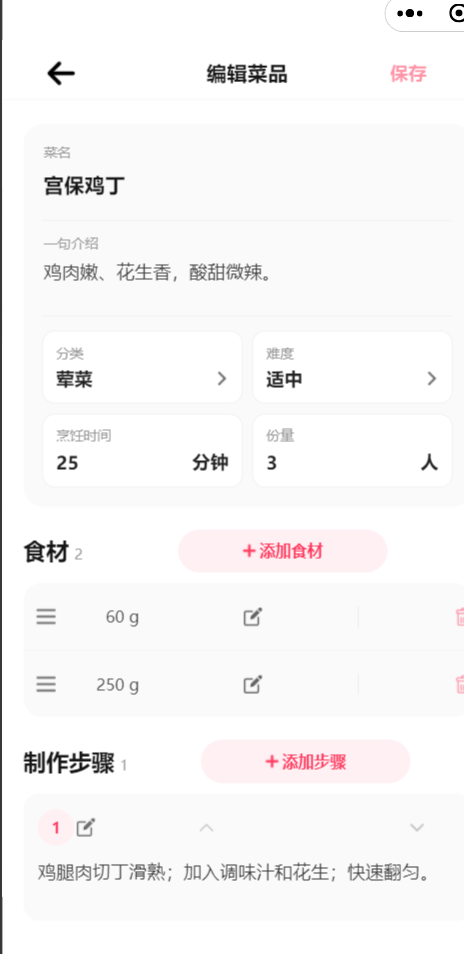 编辑菜品
保存
菜名
宫保鸡丁
一句介绍
鸡肉嫩、花生香，酸甜微辣。
分类
荤菜
难度
适中
烹饪时间
25 分钟
份量
3 人
食材 2
+ 添加食材
60 g
250 g
制作步骤 1
+ 添加步骤
1
鸡腿肉切丁滑熟；加入调味汁和花生；快速翻匀。